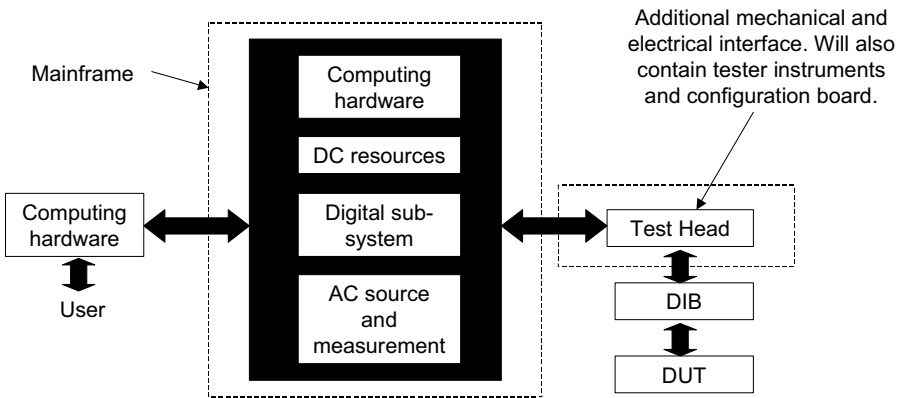 Additional mechanical and
electrical interface. Will also
contain tester instruments
and configuration board.
Mainframe
Computing
hardware
DC resources
Digital sub-
system
AC source
and
measurement
Computing
hardware
User
Test Head
DIB
DUT